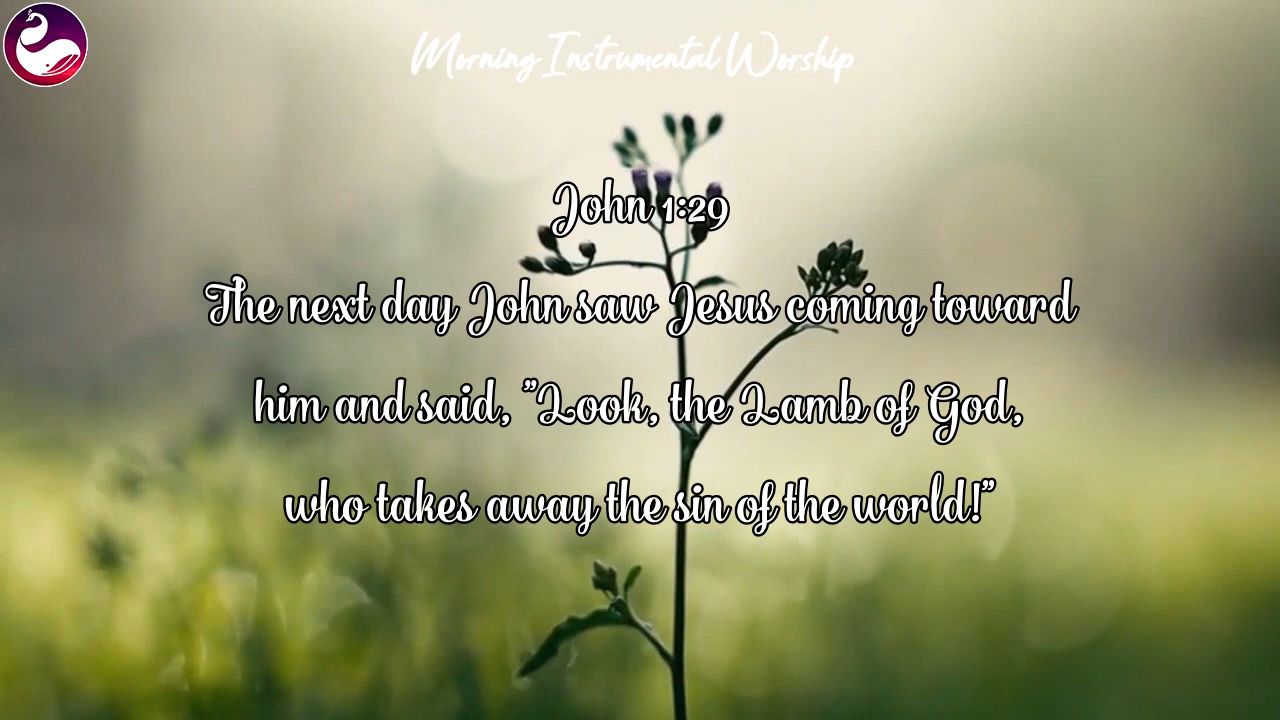 Morning Instrumental Worship
John 1:29
The next day John saw Jesus coming toward
him and said, "Look, the Lamb of God,
who takes away the sin of the world!"